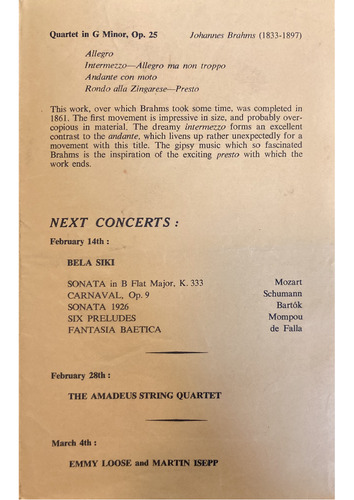 Quartet in G Minor, Op. 25 Johannes Brahms (1833-1897)
Allegro
Intermezzo—Allegro ma non troppo
Andante con moto
Rondo alla Zingarese—Presto
This work, over which Brahms took some time, was completed in
1861. The first movement is impressive in size, and probably over-
copious in material. The dreamy intermezzo forms an excellent
contrast to the andante, which livens up rather unexpectedly for a
movement with this title. The gipsy music which so fascinated
Brahms is the inspiration of the exciting presto with which the
work ends.
NEXT CONCERTS :
February 14th :
BELA SIKI
SONATA in B Flat Major, K. 333 Mozart
CARNAVAL, Op. 9 Schumann
SONATA 1926 Bartók
SIX PRELUDES Mompou
FANTASIA BAETICA de Falla
February 28th :
THE AMADEUS STRING QUARTET
March 4th :
EMMY LOOSE and MARTIN ISEPP